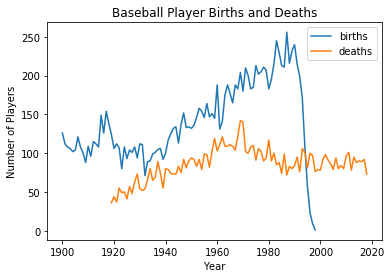 Baseball Player Births and Deaths
births
deaths
Number of Players
250
200
150
100
50
0
1900
1920
1940
1960
1980
2000
2020
Year